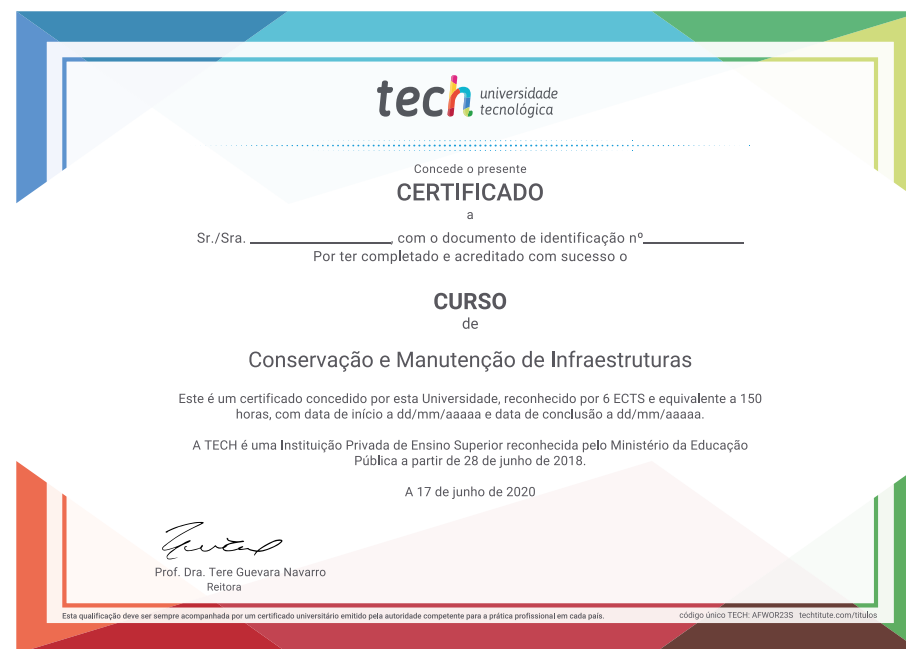 tech universidade
tecnológica
Concede o presente
CERTIFICADO
a
Sr./Sra. __________________, com o documento de identificação nº_____________
Por ter completado e acreditado com sucesso o
CURSO
de
Conservação e Manutenção de Infraestruturas
Este é um certificado concedido por esta Universidade, reconhecido por 6 ECTS e equivalente a 150
horas, com data de início a dd/mm/aaaaa e data de conclusão a dd/mm/aaaaa.
A TECH é uma Instituição Privada de Ensino Superior reconhecida pelo Ministério da Educação
Pública a partir de 28 de junho de 2018.
A 17 de junho de 2020
Prof. Dra. Tere Guevara Navarro
Reitora
Esta qualificação deve ser sempre acompanhada por um certificado universitário emitido pela autoridade competente para a prática profissional em cada país.
código único TECH: AFWOR23S techtitute.com/titulos